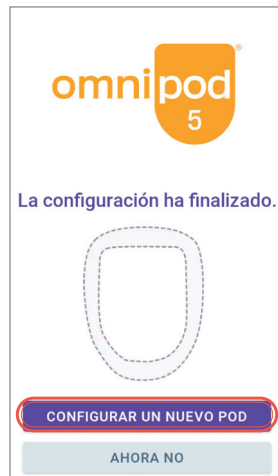 omnipod®
5
La configuración ha finalizado.
CONFIGURAR UN NUEVO POD
AHORA NO